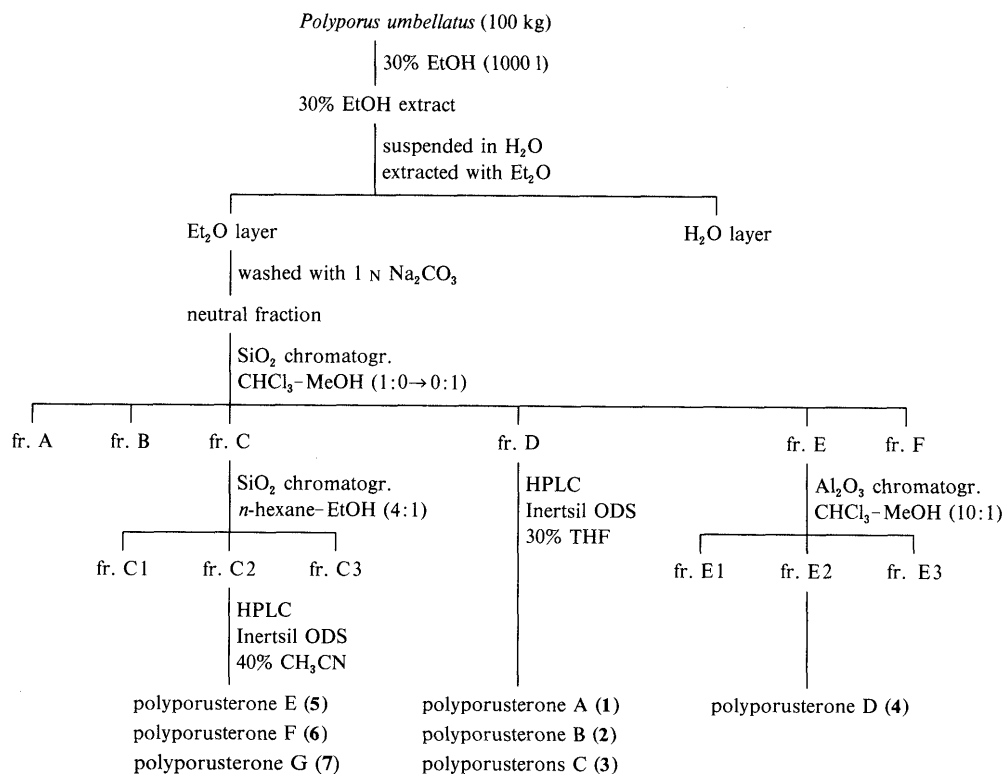 Polyporus umbellatus (100 kg)
30% EtOH (1000 l)
30% EtOH extract
suspended in H₂O
extracted with Et₂O
Et₂O layer
H₂O layer
washed with 1 N Na₂CO₃
neutral fraction
SiO₂ chromatogr.
CHCl₃–MeOH (1:0→0:1)
fr. A
fr. B
fr. C
fr. D
fr. E
fr. F
SiO₂ chromatogr.
n-hexane–EtOH (4:1)
HPLC
Inertsil ODS
30% THF
Al₂O₃ chromatogr.
CHCl₃–MeOH (10:1)
fr. C1
fr. C2
fr. C3
fr. E1
fr. E2
fr. E3
HPLC
Inertsil ODS
40% CH₃CN
polyporusterone E (5)
polyporusterone F (6)
polyporusterone G (7)
polyporusterone A (1)
polyporusterone B (2)
polyporusterons C (3)
polyporusterone D (4)